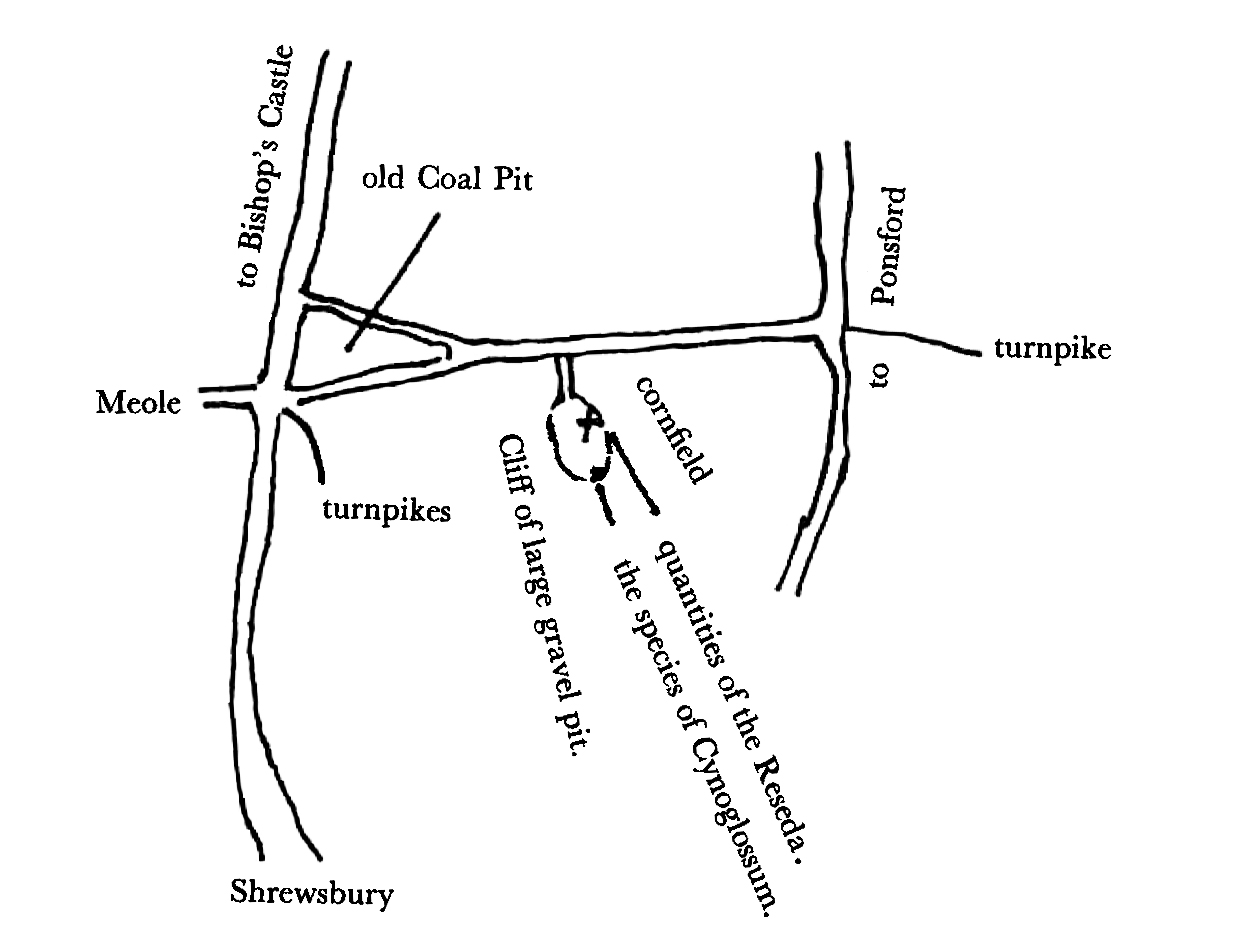 to Bishop's Castle
old Coal Pit
to Ponsford
turnpike
Meole
turnpikes
cornfield
Cliff of large gravel pit.
quantities of the Reseda.
the species of Cynoglossum.
Shrewsbury